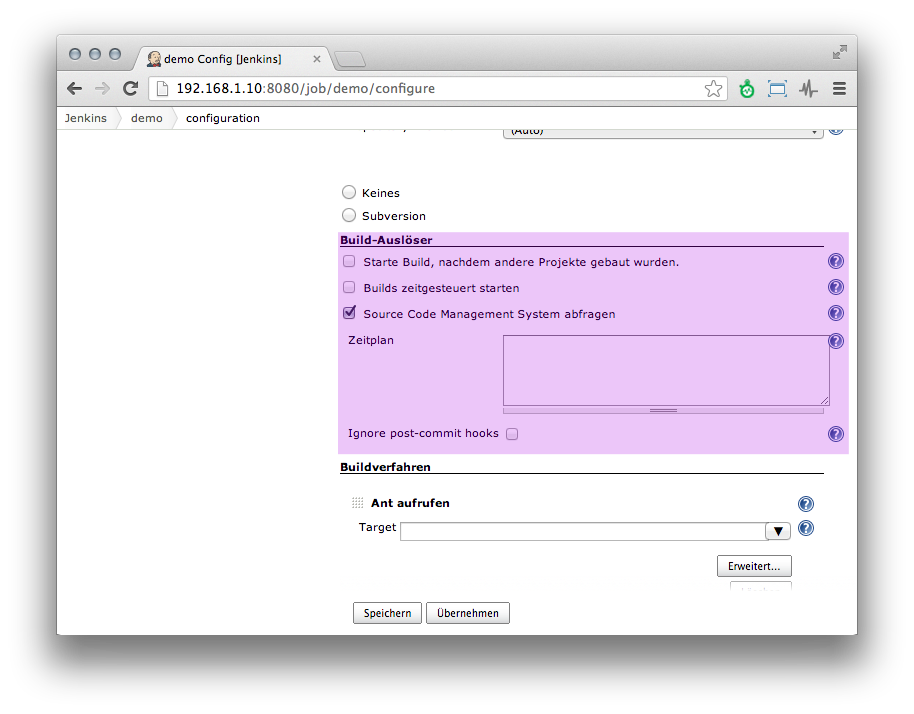 demo Config [Jenkins]
192.168.1.10:8080/job/demo/configure
Jenkins demo configuration
(Auto)
Keines
Subversion
Build-Auslöser
Starte Build, nachdem andere Projekte gebaut wurden.
Builds zeitgesteuert starten
Source Code Management System abfragen
Zeitplan
Ignore post-commit hooks
Buildverfahren
Ant aufrufen
Target
Erweitert...
Speichern Übernehmen